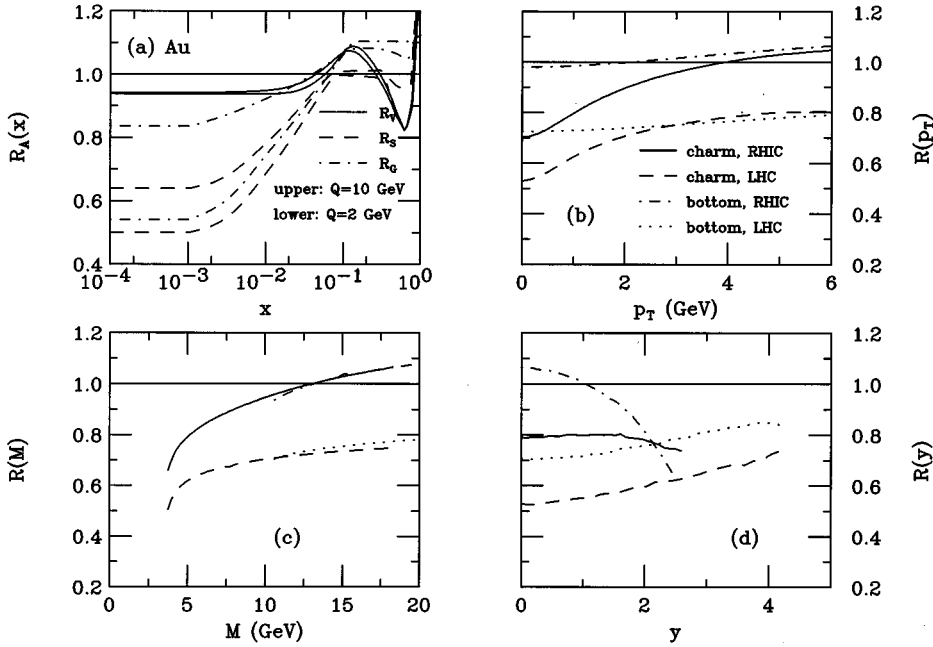 1.2
1.0
0.8
0.6
0.4
R_A(x)
(a) Au
R_V
R_S
R_G
upper: Q=10 GeV
lower: Q=2 GeV
10^-4 10^-3 10^-2 10^-1 10^0
x
1.2
1.0
0.8
0.6
0.4
0.2
R(p_T)
charm, RHIC
charm, LHC
bottom, RHIC
bottom, LHC
(b)
0 2 4 6
p_T (GeV)
1.2
1.0
0.8
0.6
0.4
0.2
R(M)
(c)
0 5 10 15 20
M (GeV)
1.2
1.0
0.8
0.6
0.4
0.2
R(y)
(d)
0 2 4
y